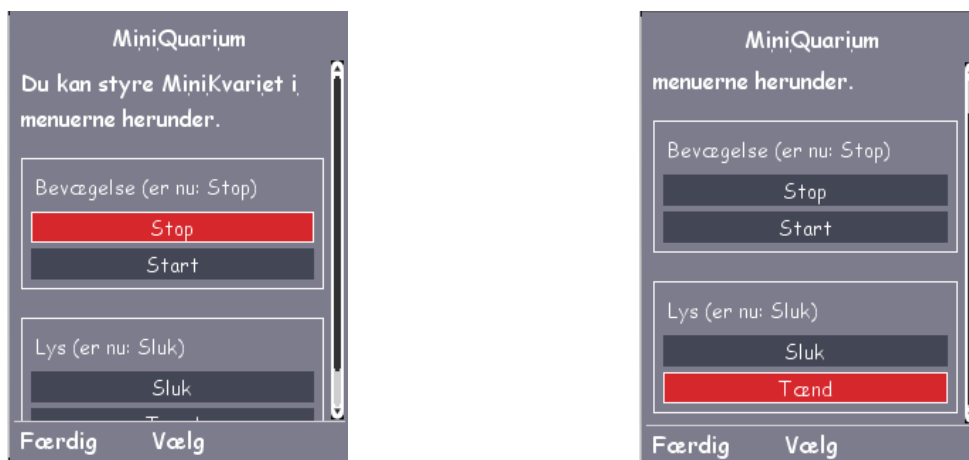 MiniQuarium
Du kan styre MiniKvariet i
menuerne herunder.
Bevægelse (er nu: Stop)
Stop
Start
Lys (er nu: Sluk)
Sluk
Færdig Vælg
MiniQuarium
menuerne herunder.
Bevægelse (er nu: Stop)
Stop
Start
Lys (er nu: Sluk)
Sluk
Tænd
Færdig Vælg